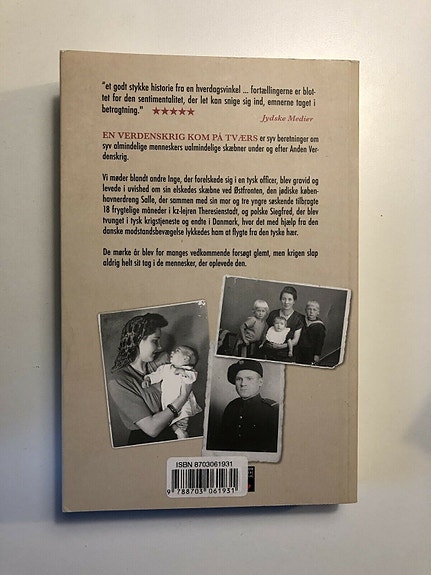 "et godt stykke historie fra en hverdagsvinkel ... fortællingerne er blot-
tet for den sentimentalitet, der let kan snige sig ind, emnerne taget i
betragtning." ★★★★★
Jydske Medier
EN VERDENSKRIG KOM PÅ TVÆRS er syv beretninger om
syv almindelige menneskers ualmindelige skæbner under og efter Anden Ver-
denskrig.
Vi møder blandt andre Inge, der forelskede sig i en tysk officer, blev gravid og
levede i uvished om sin elskedes skæbne ved Østfronten, den jødiske køben-
havnerdreng Salle, der sammen med sin mor og tre yngre søskende tilbragte
18 frygtelige måneder i kz-lejren Theresienstadt, og polske Siegfred, der blev
tvunget i tysk krigstjeneste og endte i Danmark, hvor det med hjælp fra den
danske modstandsbevægelse lykkedes ham at flygte fra den tyske hær.
De mørke år blev for manges vedkommende forsøgt glemt, men krigen slap
aldrig helt sit tag i de mennesker, der oplevede den.
ISBN 8703061931
9 788703 061931